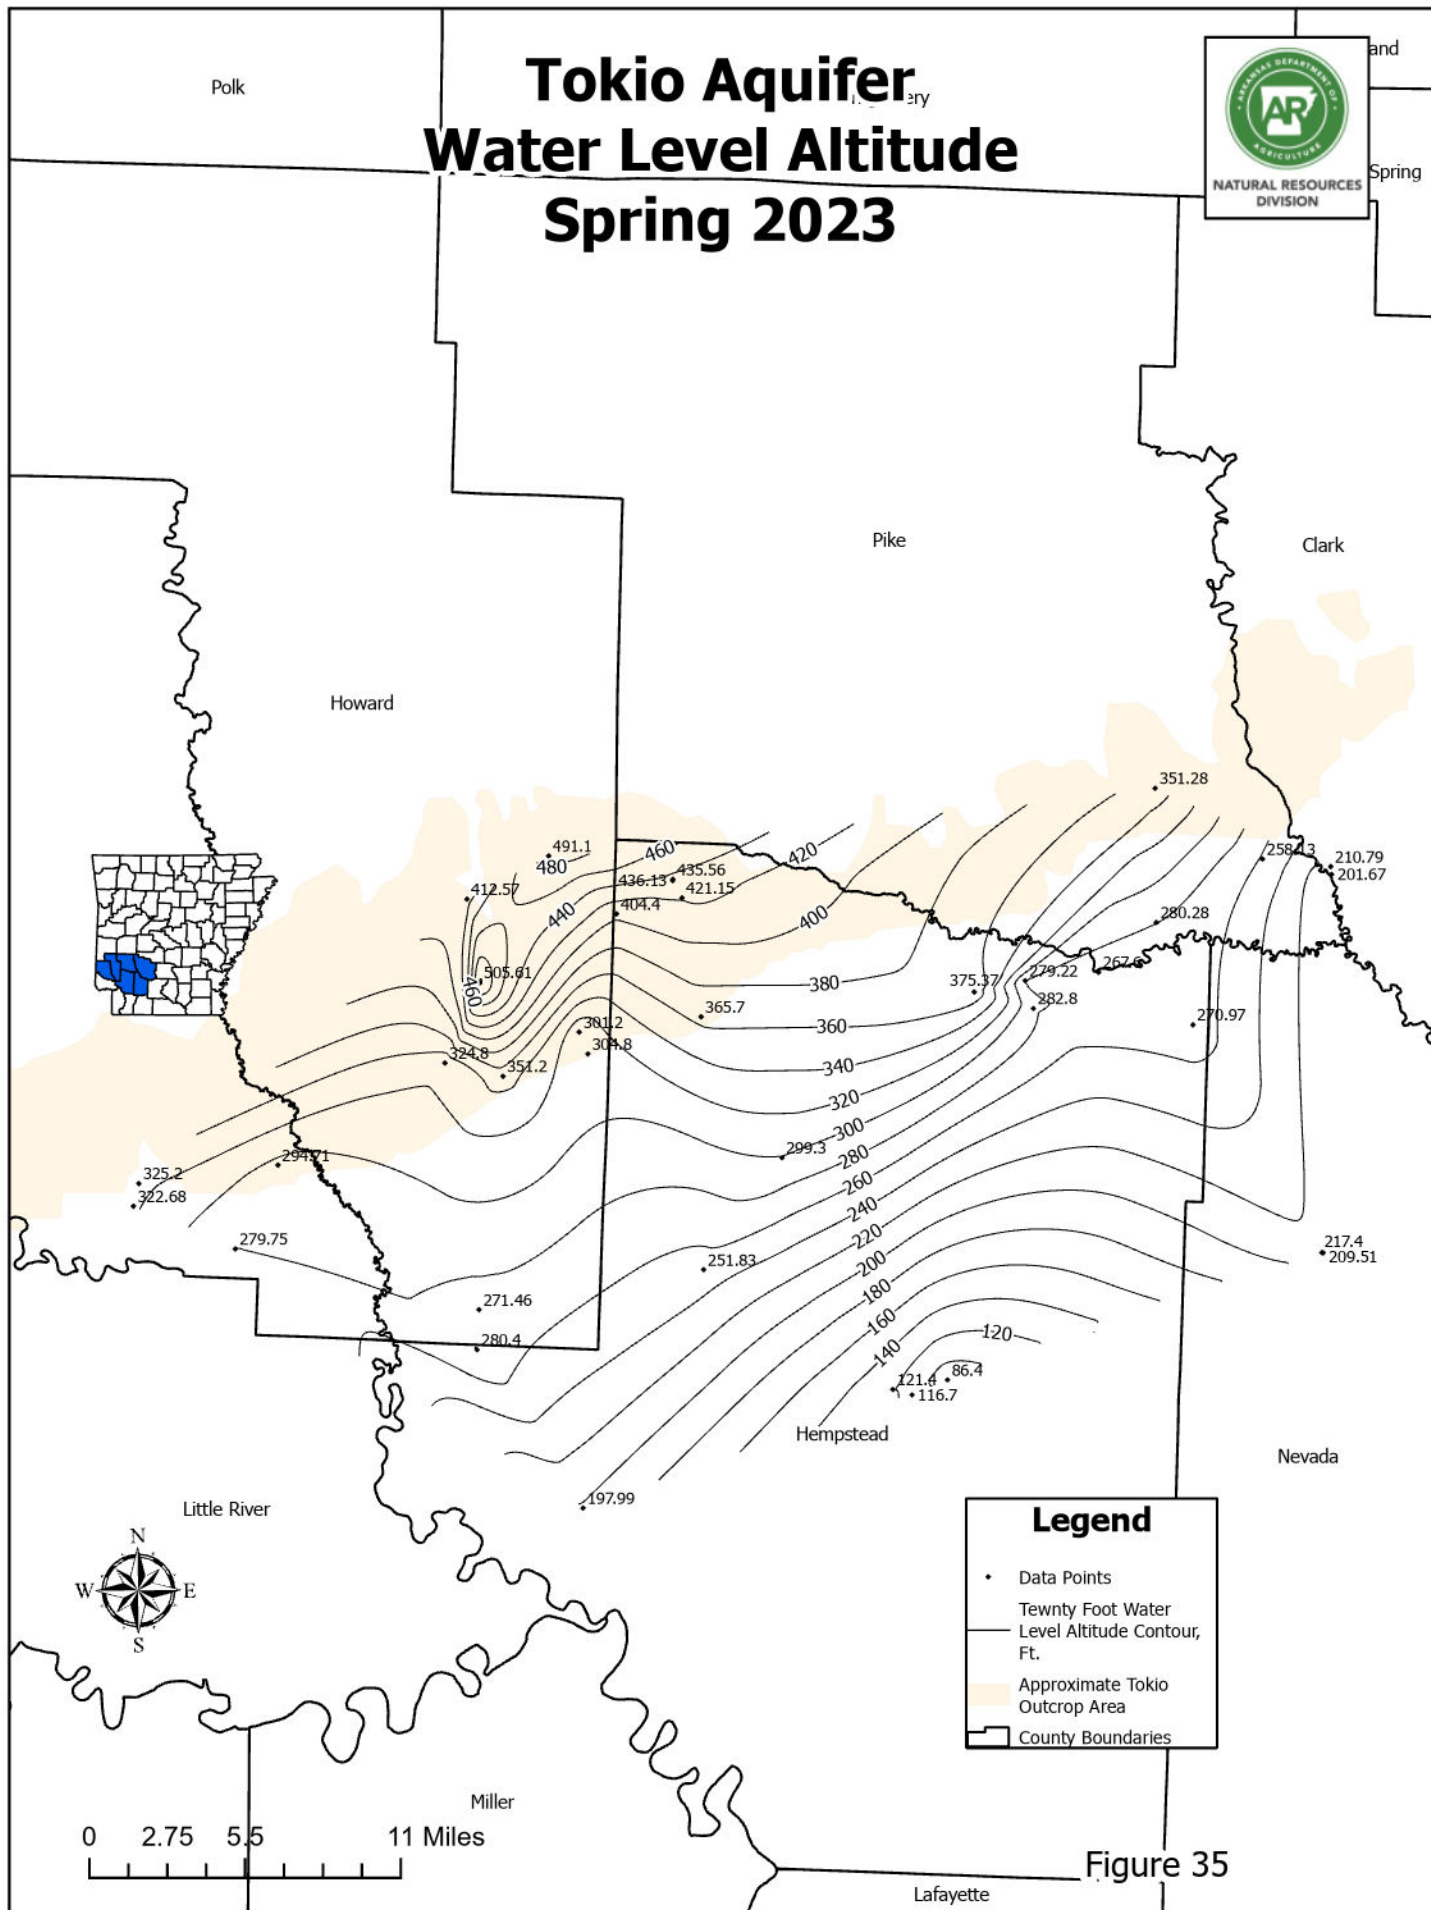 Tokio Aquifer
Water Level Altitude
Spring 2023
Polk
ery
and
Spring
ARKANSAS DEPARTMENT OF
AR
AGRICULTURE
NATURAL RESOURCES
DIVISION
Pike
Clark
Howard
351.28
491.1
480
460
420
258.13
210.79
201.67
435.56
436.13
421.15
412.57
404.4
440
400
280.28
505.61
460
380
375.37
279.22
267.6
282.8
365.7
360
270.97
301.2
304.8
324.8
351.2
340
320
300
299.3
280
294.71
325.2
322.68
260
240
279.75
220
251.83
200
217.4
209.51
271.46
180
160
280.4
120
140
86.4
121.4
116.7
Hempstead
Nevada
197.99
Little River
N
W
E
S
Legend
Data Points
Tewnty Foot Water
Level Altitude Contour,
Ft.
Approximate Tokio
Outcrop Area
County Boundaries
Miller
0 2.75 5.5 11 Miles
Figure 35
Lafayette